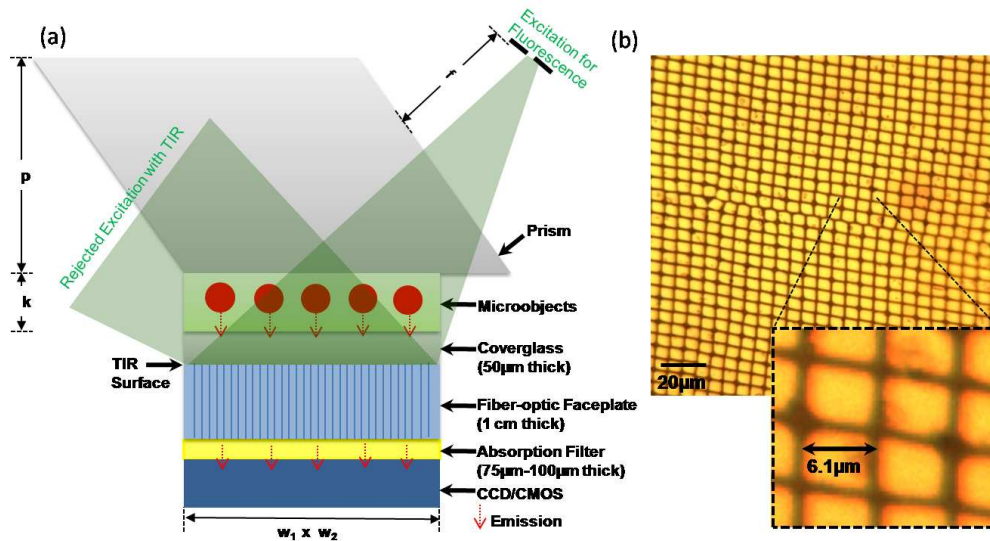 (a)
Excitation for
Fluorescence
f
Rejected Excitation with TIR
p
Prism
k
Microobjects
TIR
Surface
Coverglass
(50µm thick)
Fiber-optic Faceplate
(1 cm thick)
Absorption Filter
(75µm-100µm thick)
CCD/CMOS
Emission
w1 x w2
(b)
20µm
6.1µm